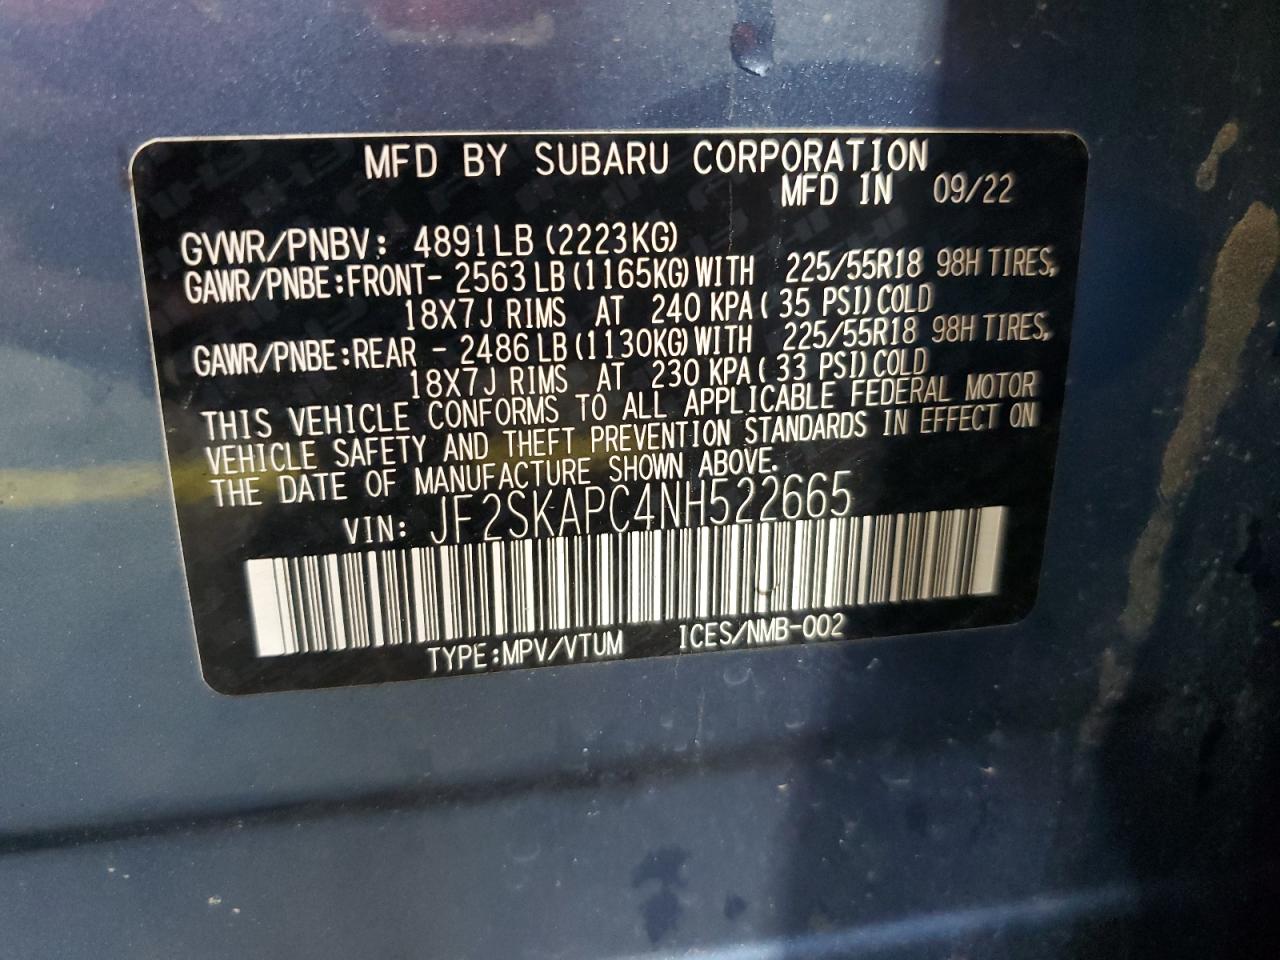 MFD BY SUBARU CORPORATION
MFD IN 09/22
GVWR/PNBV: 4891LB (2223KG)
GAWR/PNBE:FRONT- 2563LB (1165KG) WITH 225/55R18 98H TIRES,
18X7J RIMS AT 240 KPA( 35 PSI)COLD
GAWR/PNBE:REAR - 2486LB (1130KG) WITH 225/55R18 98H TIRES,
18X7J RIMS AT 230 KPA( 33 PSI)COLD
THIS VEHICLE CONFORMS TO ALL APPLICABLE FEDERAL MOTOR
VEHICLE SAFETY AND THEFT PREVENTION STANDARDS IN EFFECT ON
THE DATE OF MANUFACTURE SHOWN ABOVE.
VIN: JF2SKAPC4NH522665
TYPE:MPV/VTUM ICES/NMB-002